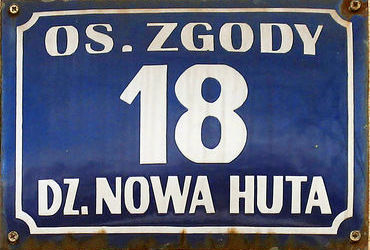 OS. ZGODY
18
DZ. NOWA HUTA